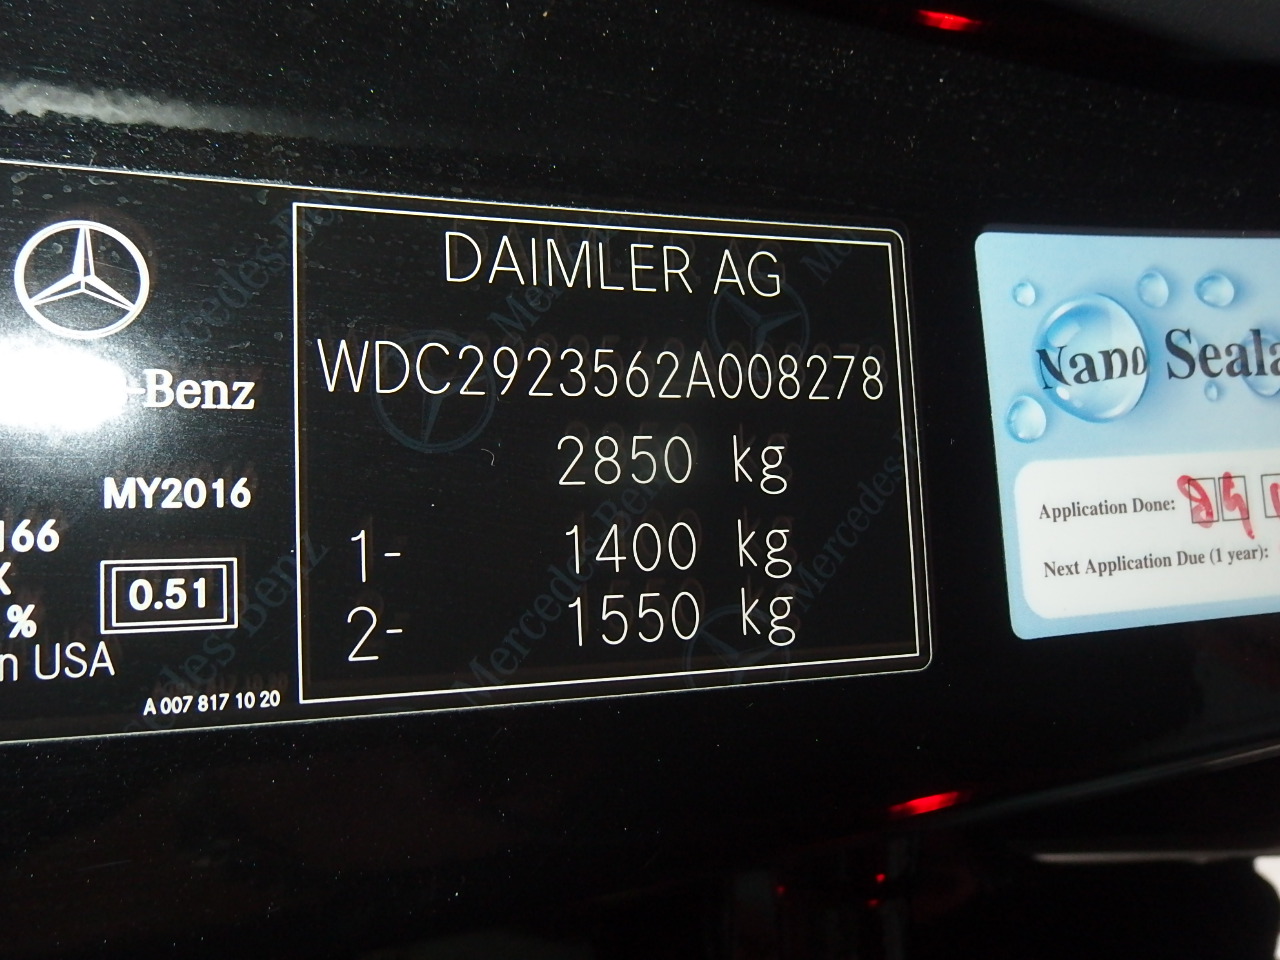 DAIMLER AG
WDC2923562A008278
2850 kg
1- 1400 kg
2- 1550 kg
-Benz
MY2016
166
K
%
0.51
n USA
A 007 817 10 20
Nano Seala
Application Done:
Next Application Due (1 year):